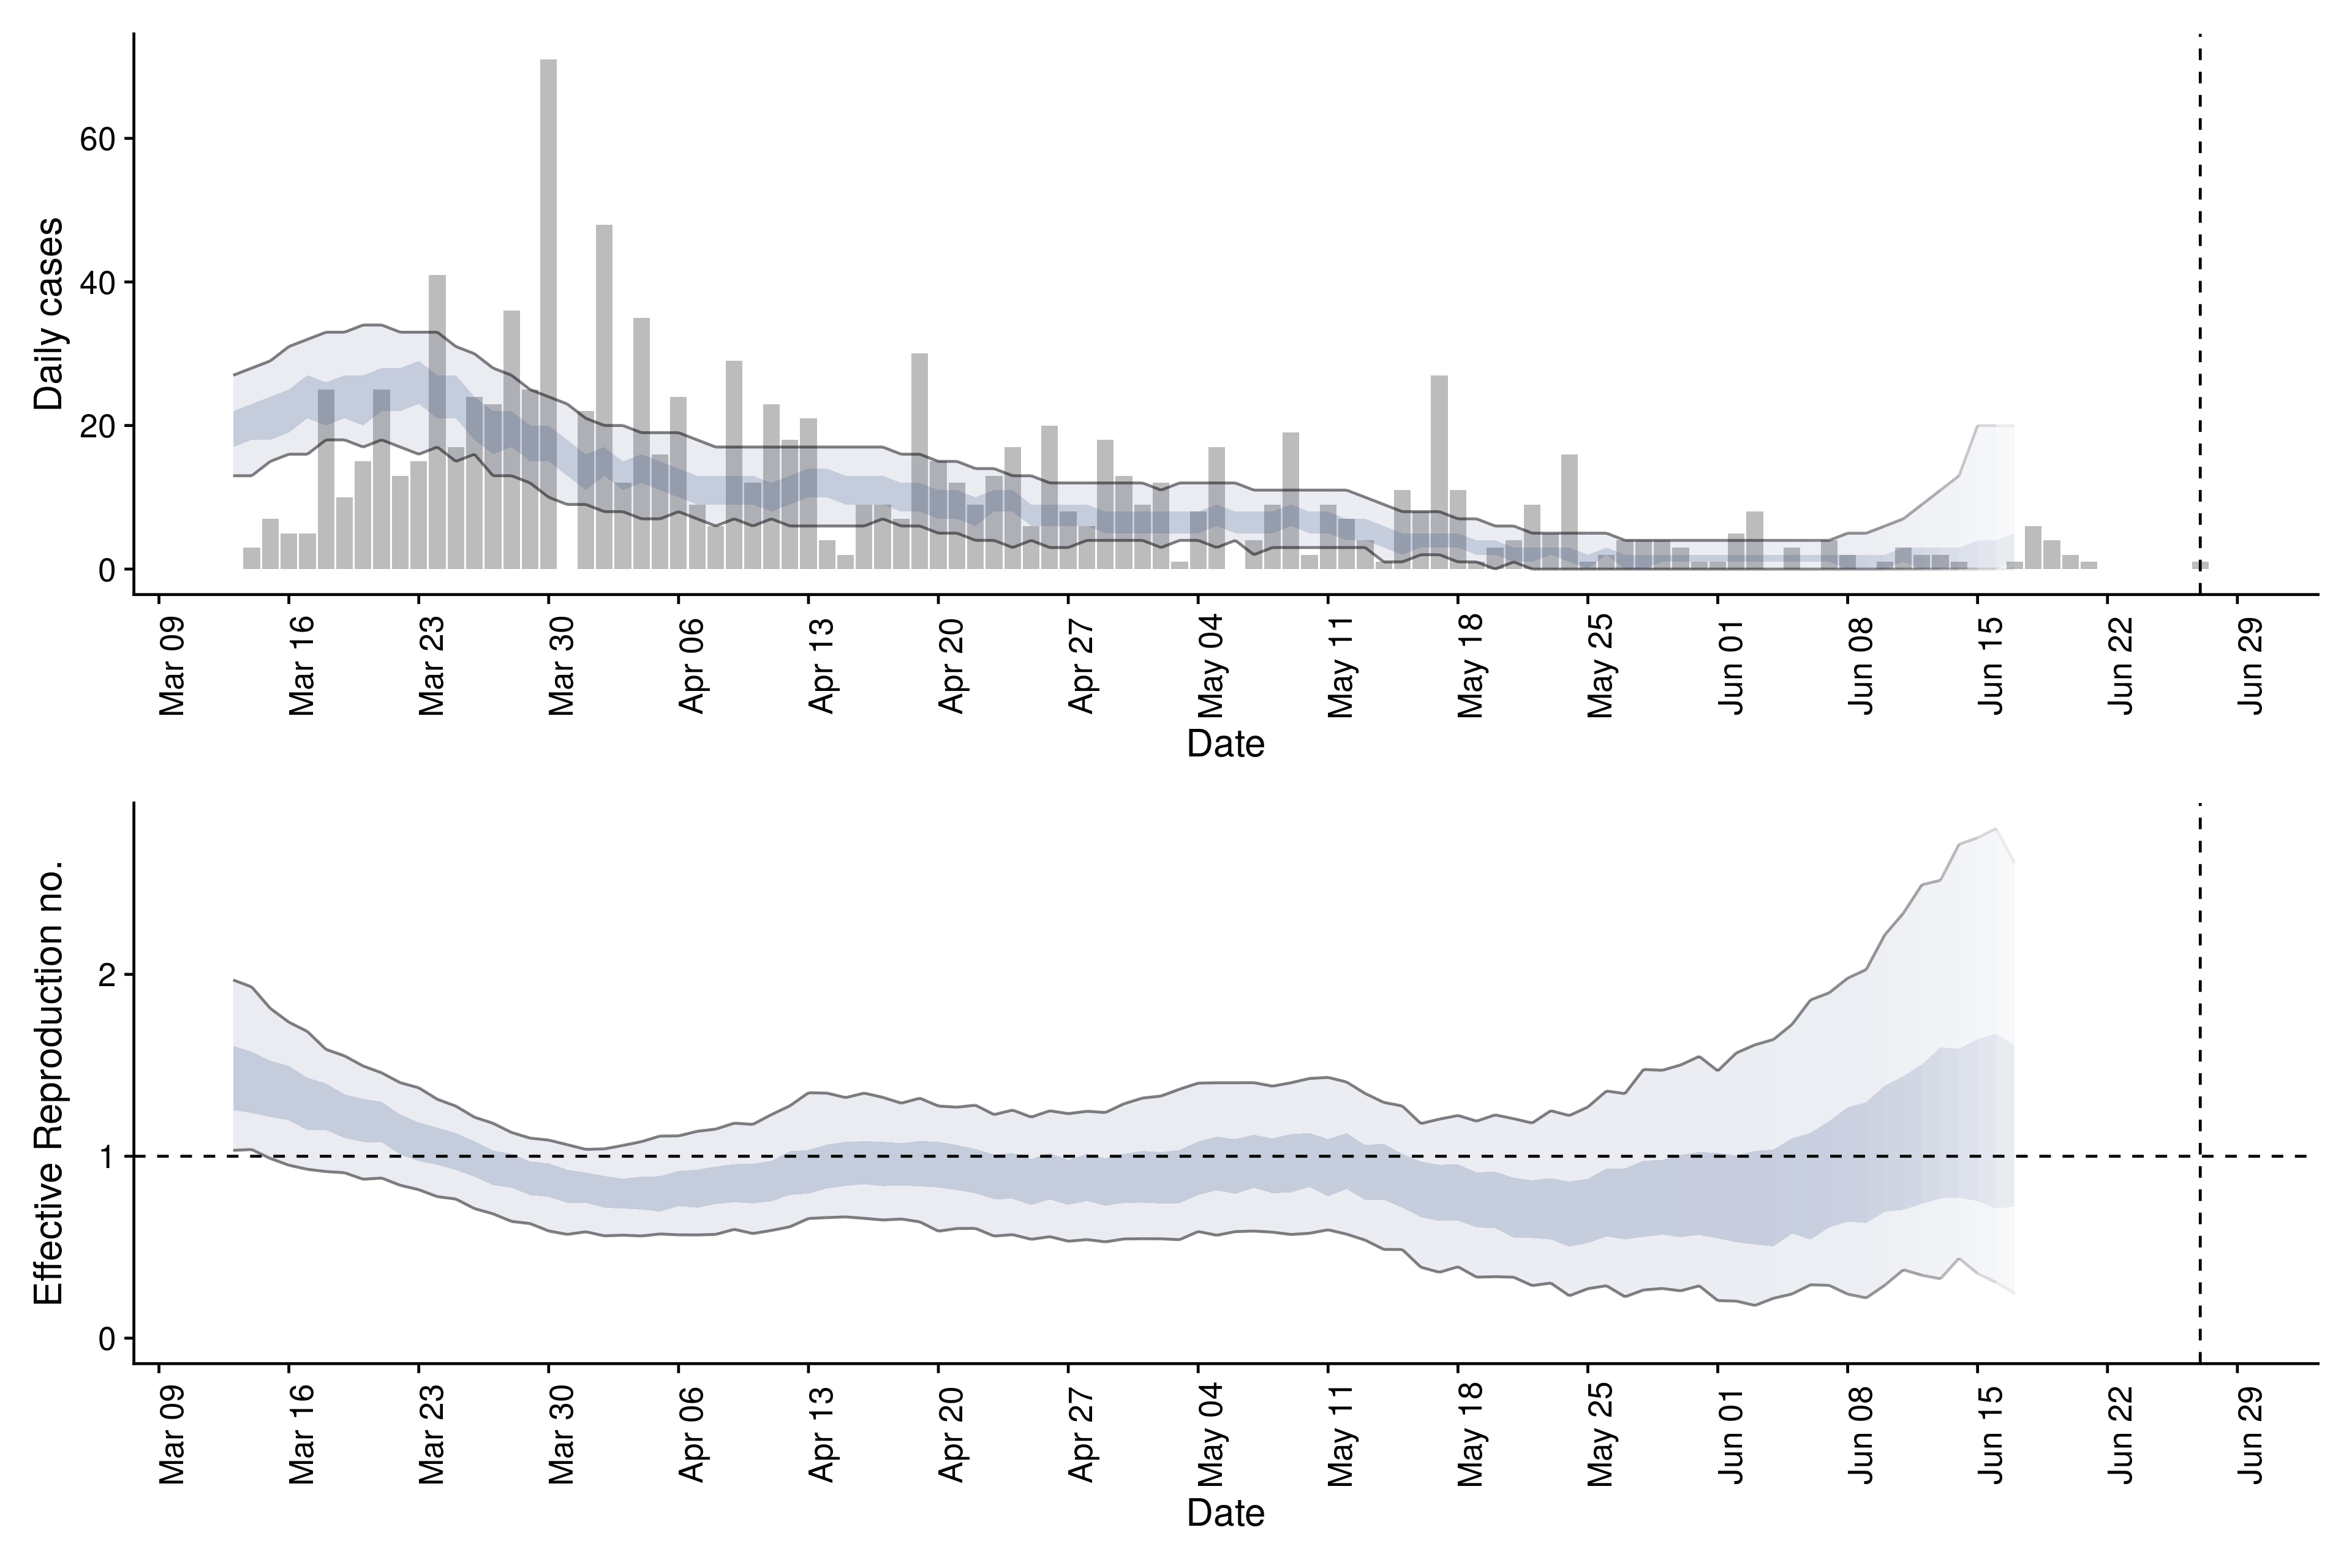 Daily cases
60
40
20
0
Mar 09
Mar 16
Mar 23
Mar 30
Apr 06
Apr 13
Apr 20
Apr 27
May 04
May 11
May 18
May 25
Jun 01
Jun 08
Jun 15
Jun 22
Jun 29
Date
Effective Reproduction no.
2
1
0
Mar 09
Mar 16
Mar 23
Mar 30
Apr 06
Apr 13
Apr 20
Apr 27
May 04
May 11
May 18
May 25
Jun 01
Jun 08
Jun 15
Jun 22
Jun 29
Date